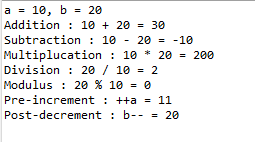 a = 10, b = 20
Addition : 10 + 20 = 30
Subtraction : 10 - 20 = -10
Multiplucation : 10 * 20 = 200
Division : 20 / 10 = 2
Modulus : 20 % 10 = 0
Pre-increment : ++a = 11
Post-decrement : b-- = 20